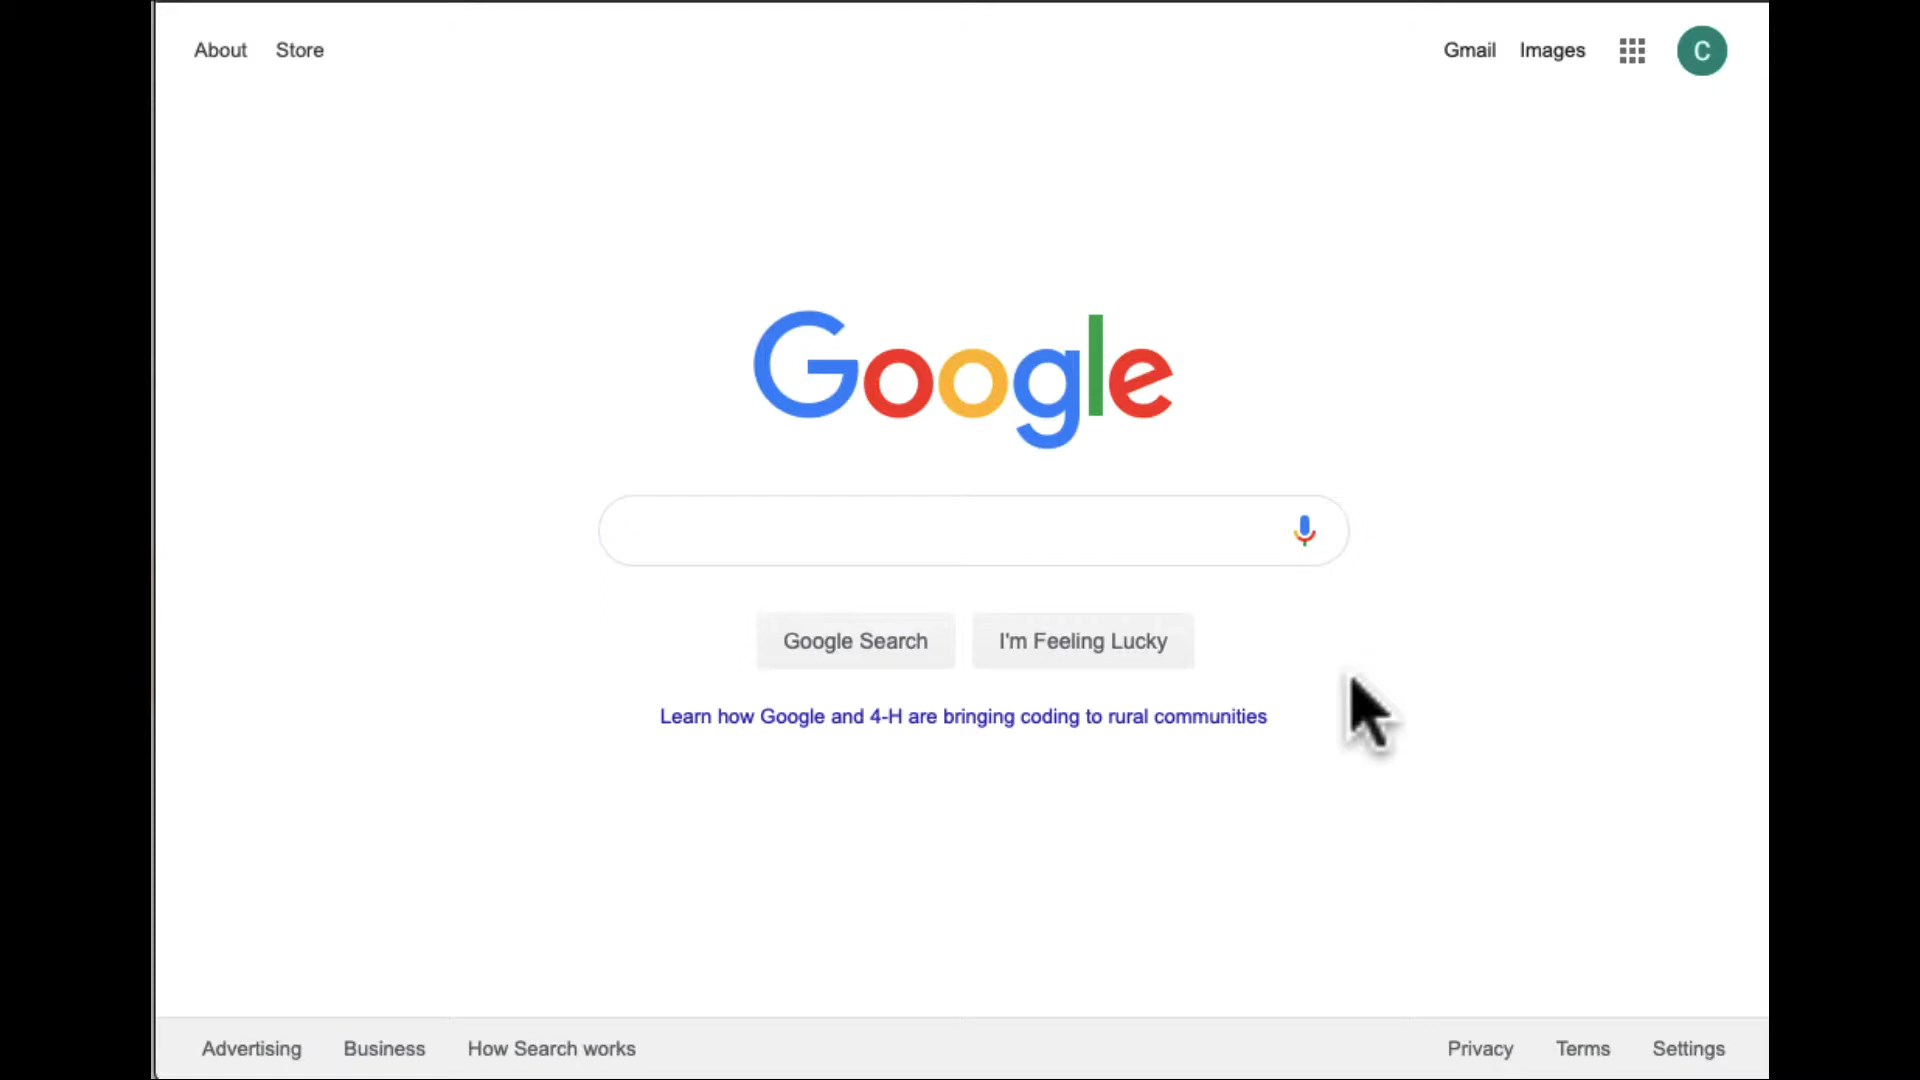 About Store Gmail Images C
Google
Google Search I'm Feeling Lucky
Learn how Google and 4-H are bringing coding to rural communities
Advertising Business How Search works Privacy Terms Settings